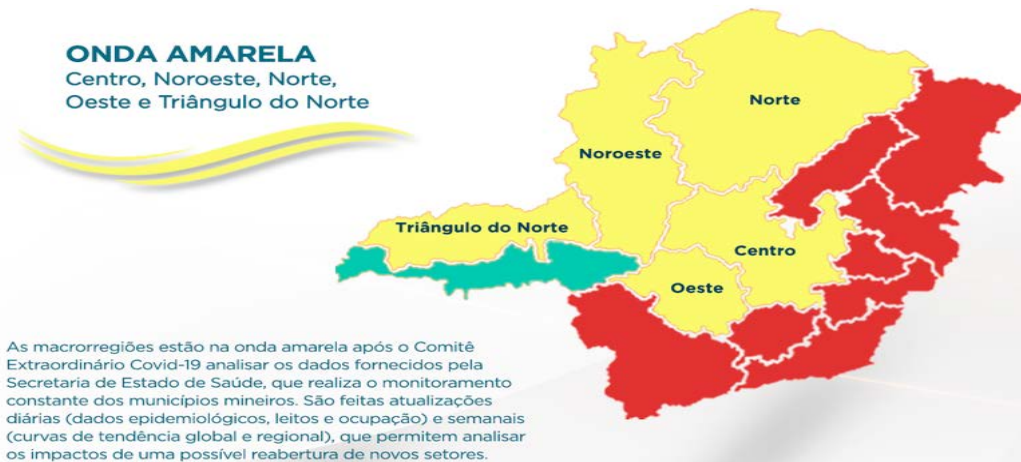 ONDA AMARELA
Centro, Noroeste, Norte,
Oeste e Triângulo do Norte
Norte
Noroeste
Triângulo do Norte
Centro
Oeste
As macrorregiões estão na onda amarela após o Comitê
Extraordinário Covid-19 analisar os dados fornecidos pela
Secretaria de Estado de Saúde, que realiza o monitoramento
constante dos municípios mineiros. São feitas atualizações
diárias (dados epidemiológicos, leitos e ocupação) e semanais
(curvas de tendência global e regional), que permitem analisar
os impactos de uma possível reabertura de novos setores.